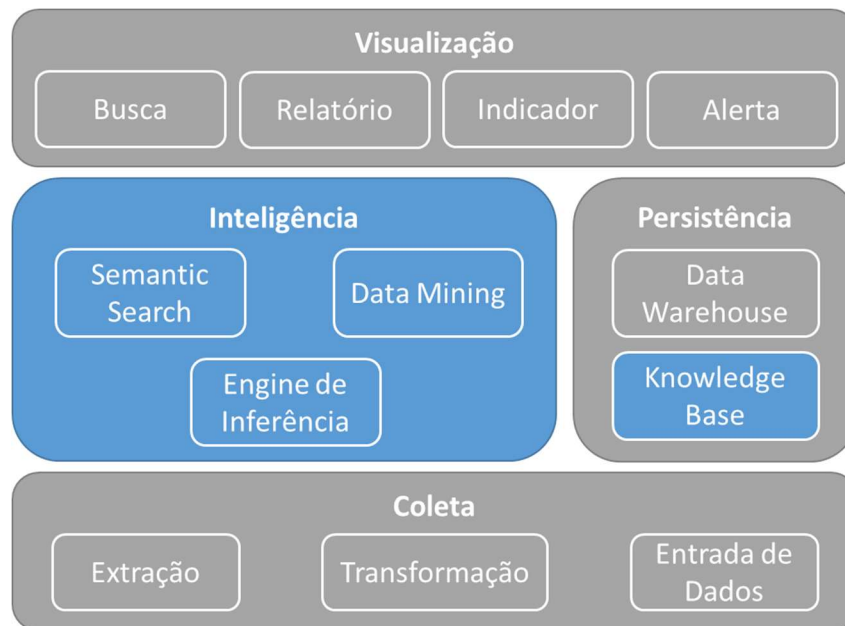 Visualização
Busca
Relatório
Indicador
Alerta
Inteligência
Semantic
Search
Data Mining
Engine de
Inferência
Persistência
Data
Warehouse
Knowledge
Base
Coleta
Extração
Transformação
Entrada de
Dados